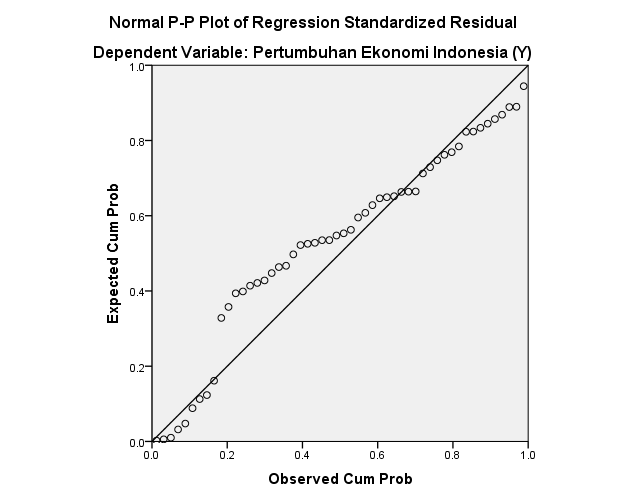 Normal P-P Plot of Regression Standardized Residual
Dependent Variable: Pertumbuhan Ekonomi Indonesia (Y)
1.0
0.8
0.6
0.4
0.2
0.0
Expected Cum Prob
0.0 0.2 0.4 0.6 0.8 1.0
Observed Cum Prob